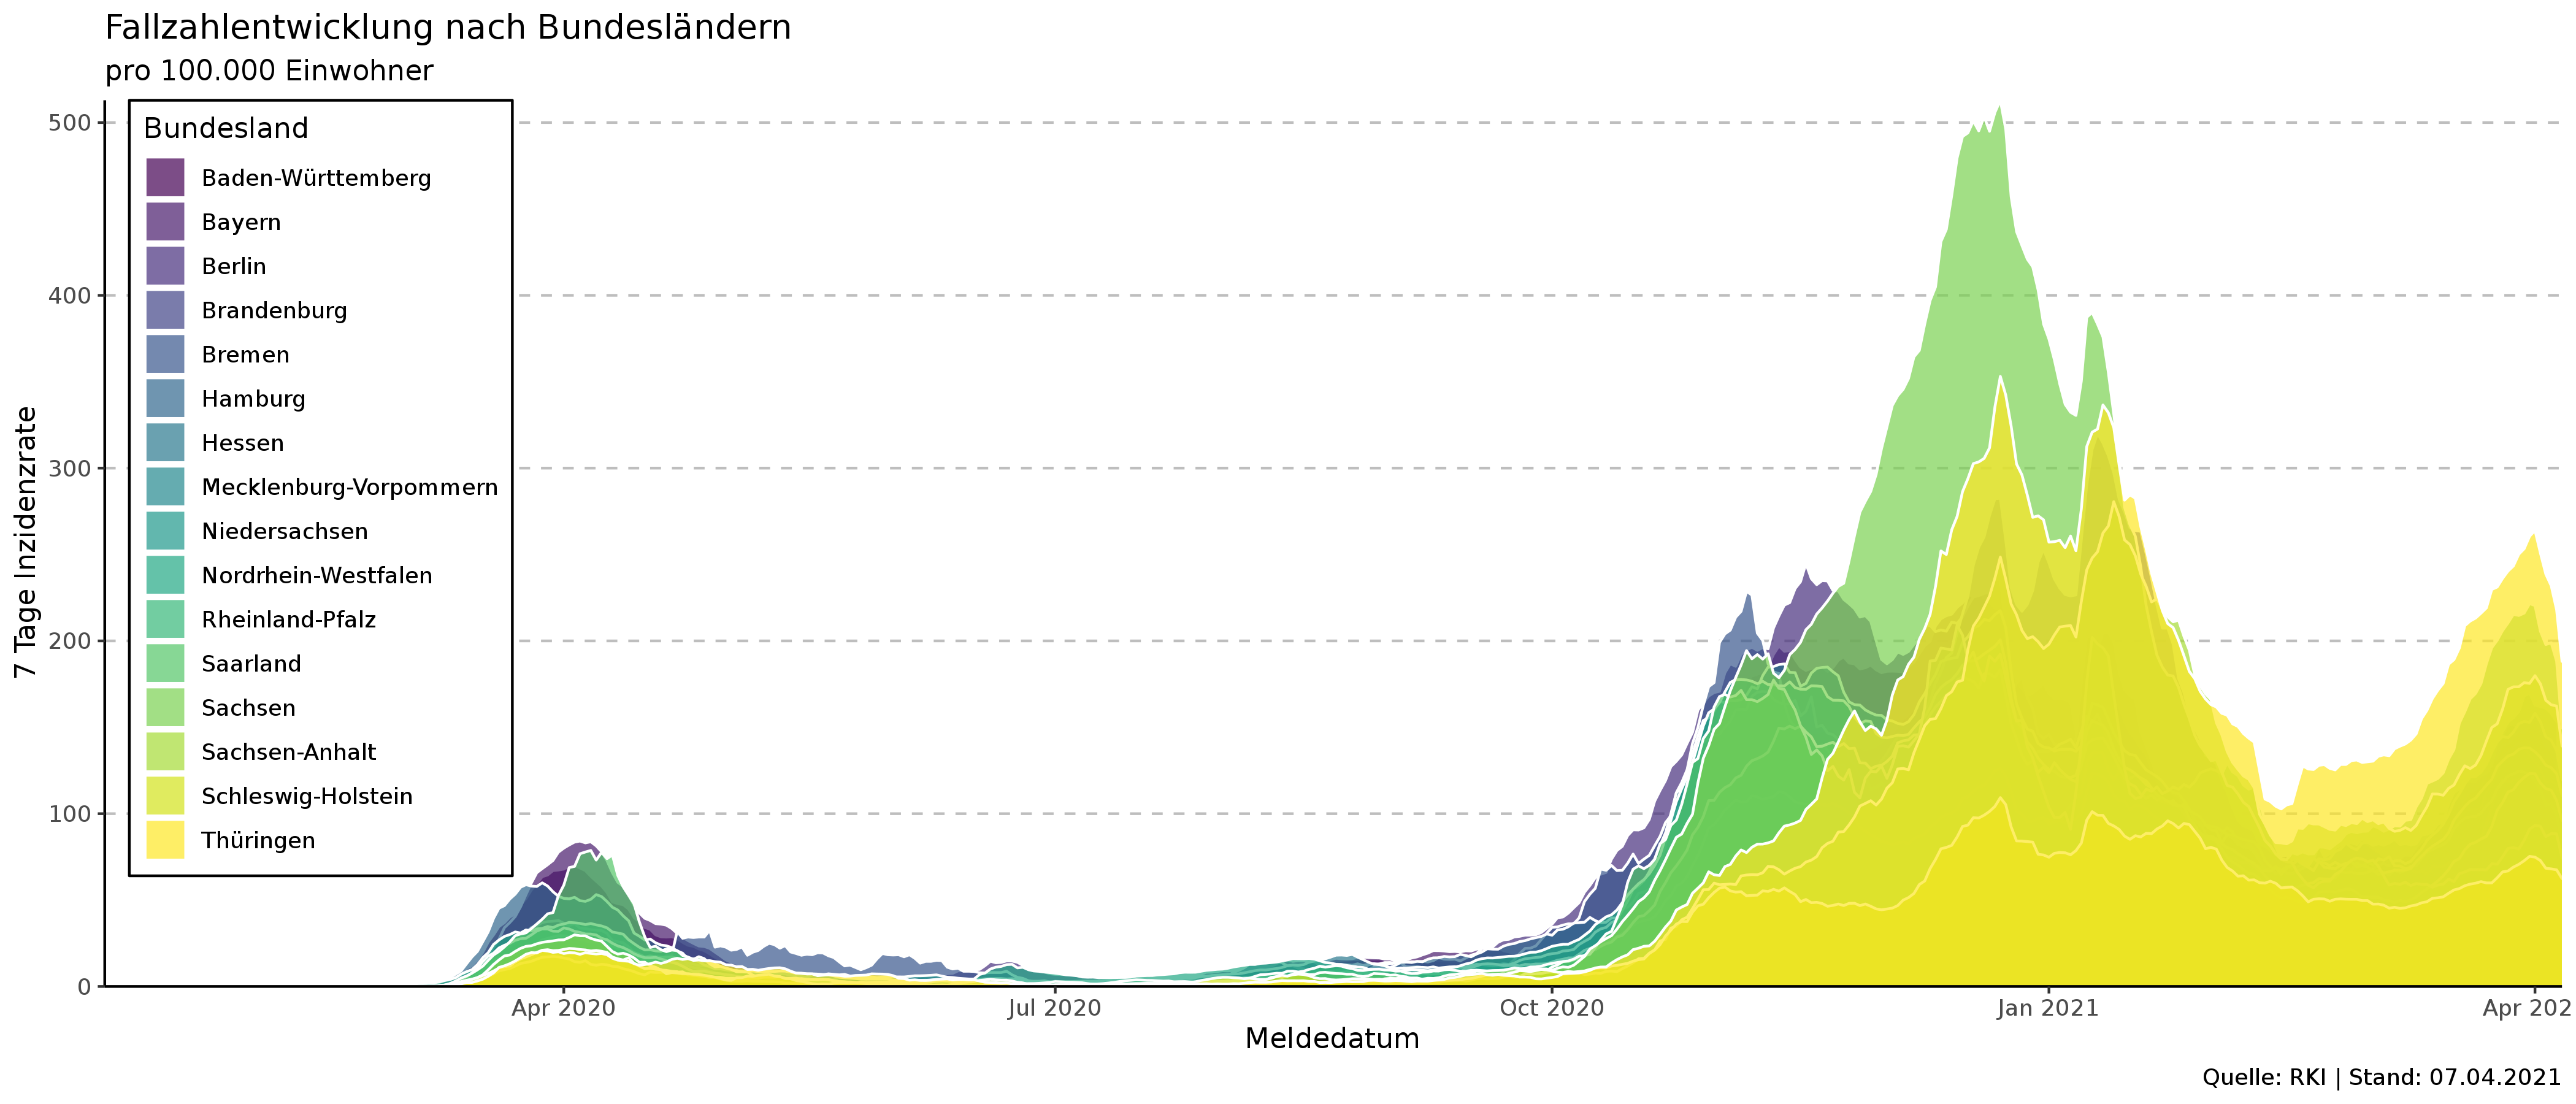 Fallzahlentwicklung nach Bundesländern
pro 100.000 Einwohner
7 Tage Inzidenzrate
500
400
300
200
100
0
Bundesland
Baden-Württemberg
Bayern
Berlin
Brandenburg
Bremen
Hamburg
Hessen
Mecklenburg-Vorpommern
Niedersachsen
Nordrhein-Westfalen
Rheinland-Pfalz
Saarland
Sachsen
Sachsen-Anhalt
Schleswig-Holstein
Thüringen
Apr 2020
Jul 2020
Oct 2020
Jan 2021
Apr 202
Meldedatum
Quelle: RKI | Stand: 07.04.2021